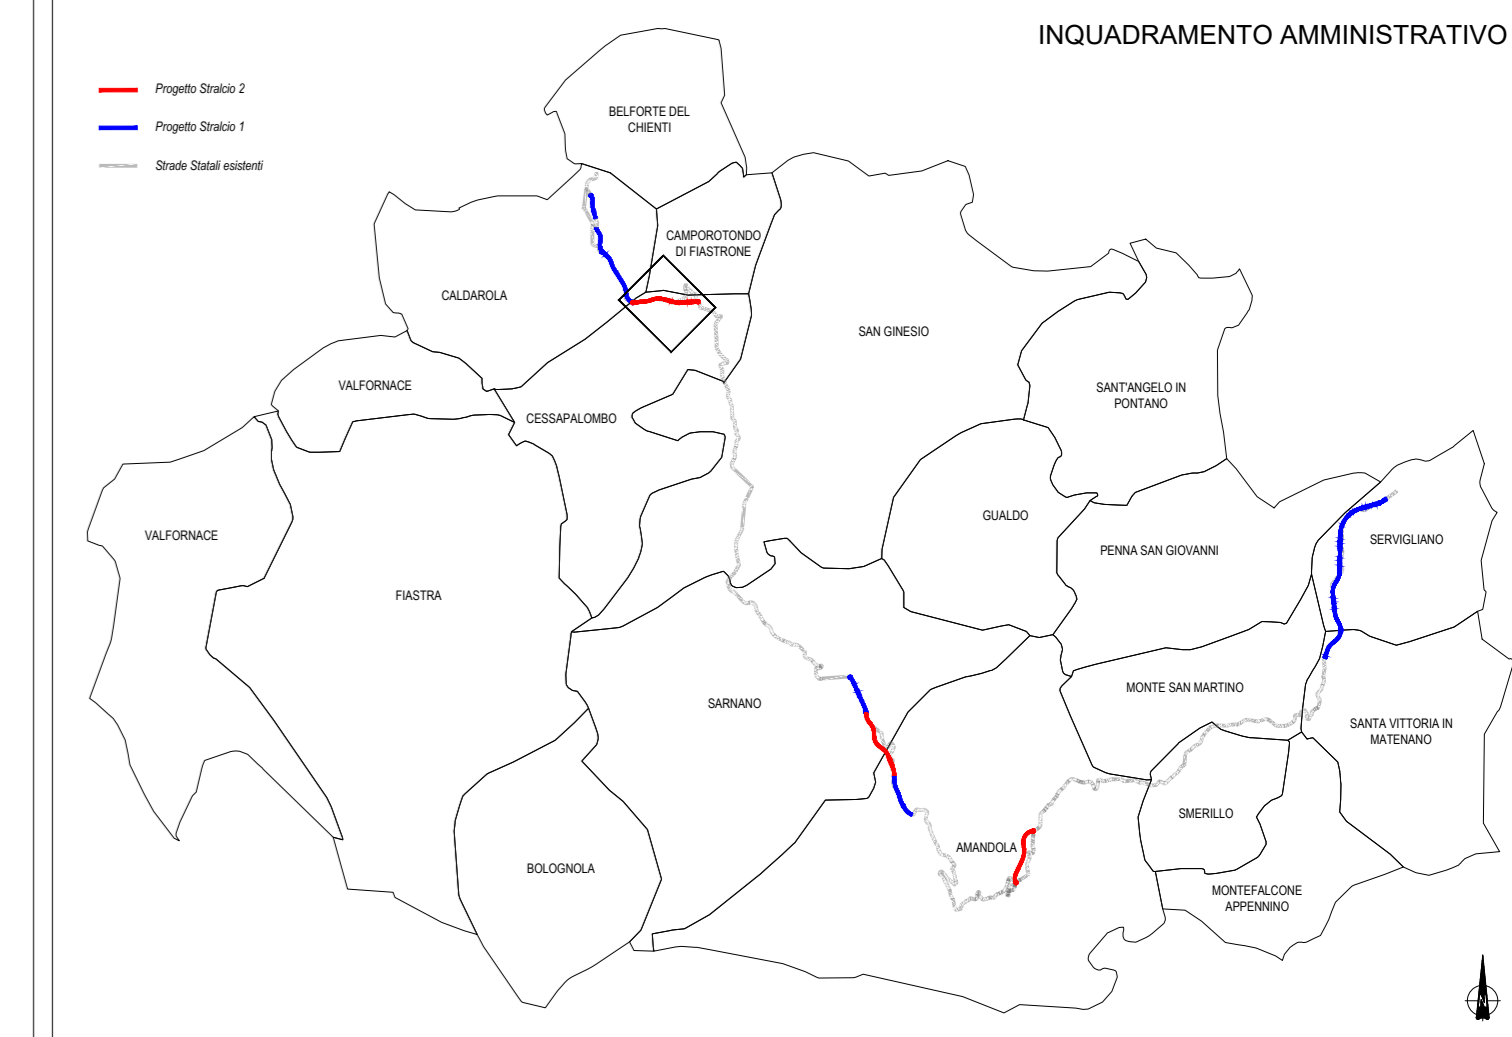 INQUADRAMENTO AMMINISTRATIVO
Progetto Stralcio 2
Progetto Stralcio 1
Strade Statali esistenti
BELFORTE DEL
CHIENTI
CAMPOROTONDO
DI FIASTRONE
CALDAROLA
SAN GINESIO
VALFORNACE
SANT'ANGELO IN
PONTANO
CESSAPALOMBO
GUALDO
VALFORNACE
SERVIGLIANO
PENNA SAN GIOVANNI
FIASTRA
MONTE SAN MARTINO
SARNANO
SANTA VITTORIA IN
MATENANO
SMERILLO
AMANDOLA
BOLOGNOLA
MONTEFALCONE
APPENNINO